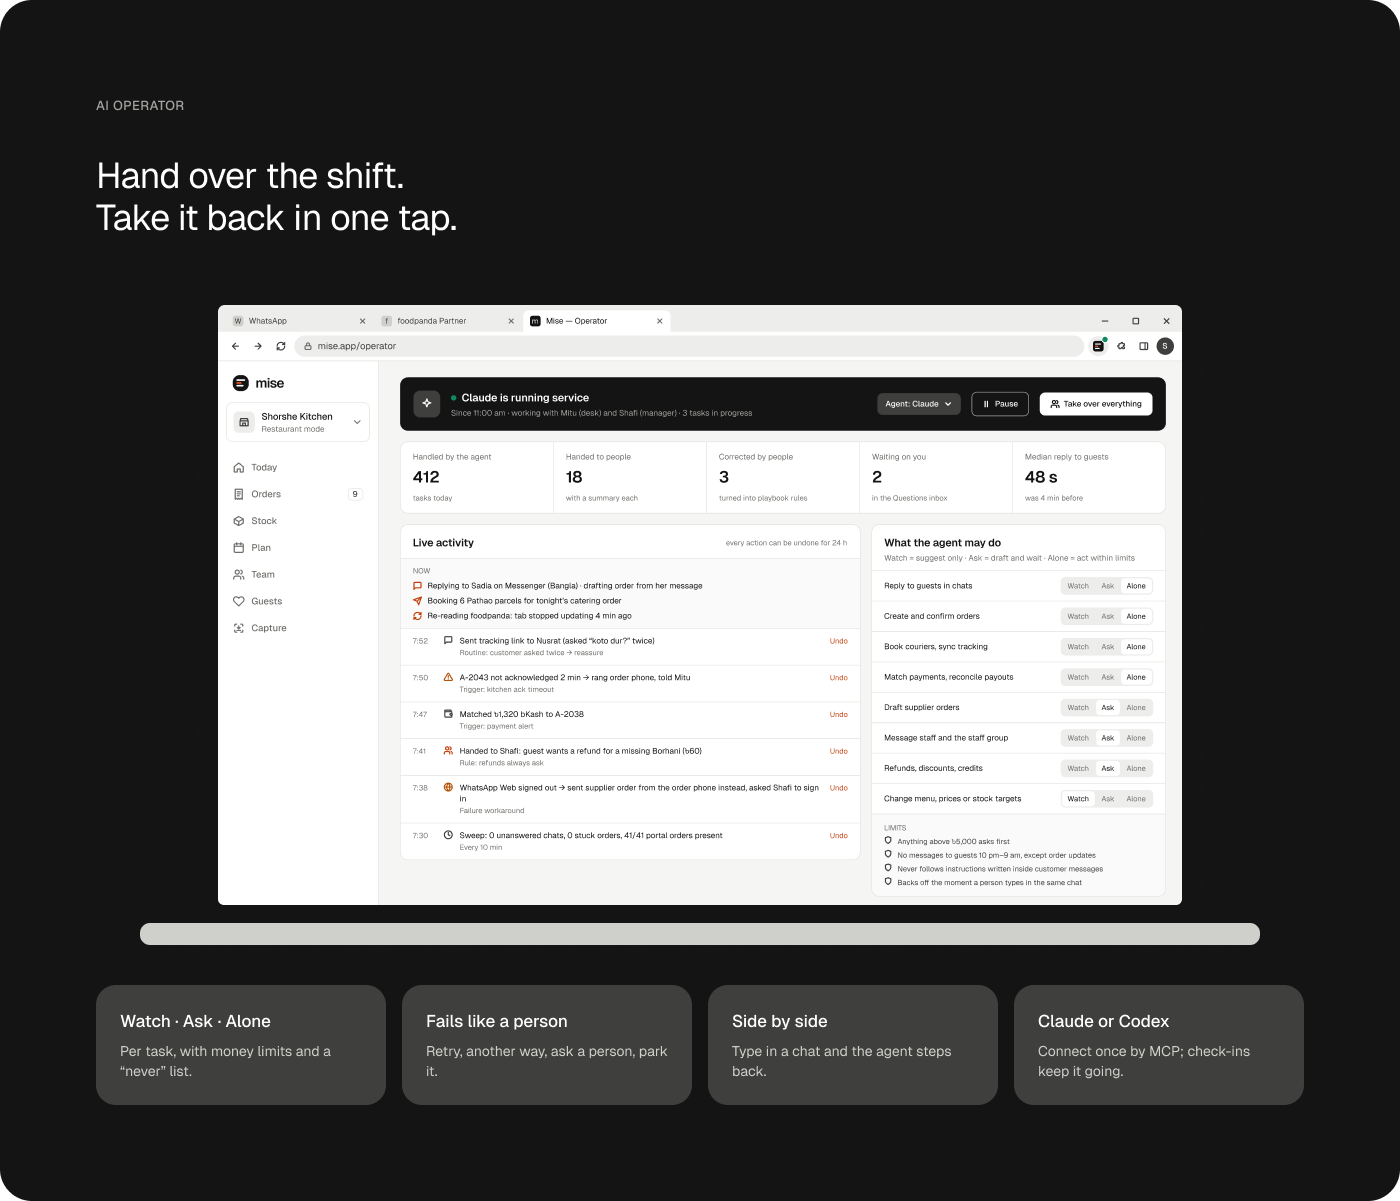 AI OPERATOR
Hand over the shift.
Take it back in one tap.
W WhatsApp
f foodpanda Partner
m Mise — Operator
mise.app/operator
S
mise
Shorshe Kitchen
Restaurant mode
Today
Orders 9
Stock
Plan
Team
Guests
Capture
Claude is running service
Since 11:00 am · working with Mitu (desk) and Shafi (manager) · 3 tasks in progress
Agent: Claude
Pause
Take over everything
Handled by the agent
412
tasks today
Handed to people
18
with a summary each
Corrected by people
3
turned into playbook rules
Waiting on you
2
in the Questions inbox
Median reply to guests
48 s
was 4 min before
Live activity
every action can be undone for 24 h
NOW
Replying to Sadia on Messenger (Bangla) · drafting order from her message
Booking 6 Pathao parcels for tonight's catering order
Re-reading foodpanda: tab stopped updating 4 min ago
7:52 Sent tracking link to Nusrat (asked “koto dur?” twice) Undo
Routine: customer asked twice → reassure
7:50 A-2043 not acknowledged 2 min → rang order phone, told Mitu Undo
Trigger: kitchen ack timeout
7:47 Matched ৳1,320 bKash to A-2038 Undo
Trigger: payment alert
7:41 Handed to Shafi: guest wants a refund for a missing Borhani (৳60) Undo
Rule: refunds always ask
7:38 WhatsApp Web signed out → sent supplier order from the order phone instead, asked Shafi to sign Undo
in
Failure workaround
7:30 Sweep: 0 unanswered chats, 0 stuck orders, 41/41 portal orders present Undo
Every 10 min
What the agent may do
Watch = suggest only · Ask = draft and wait · Alone = act within limits
Reply to guests in chats Watch Ask Alone
Create and confirm orders Watch Ask Alone
Book couriers, sync tracking Watch Ask Alone
Match payments, reconcile payouts Watch Ask Alone
Draft supplier orders Watch Ask Alone
Message staff and the staff group Watch Ask Alone
Refunds, discounts, credits Watch Ask Alone
Change menu, prices or stock targets Watch Ask Alone
LIMITS
Anything above ৳5,000 asks first
No messages to guests 10 pm–9 am, except order updates
Never follows instructions written inside customer messages
Backs off the moment a person types in the same chat
Watch · Ask · Alone
Per task, with money limits and a
“never” list.
Fails like a person
Retry, another way, ask a person, park
it.
Side by side
Type in a chat and the agent steps
back.
Claude or Codex
Connect once by MCP; check-ins
keep it going.